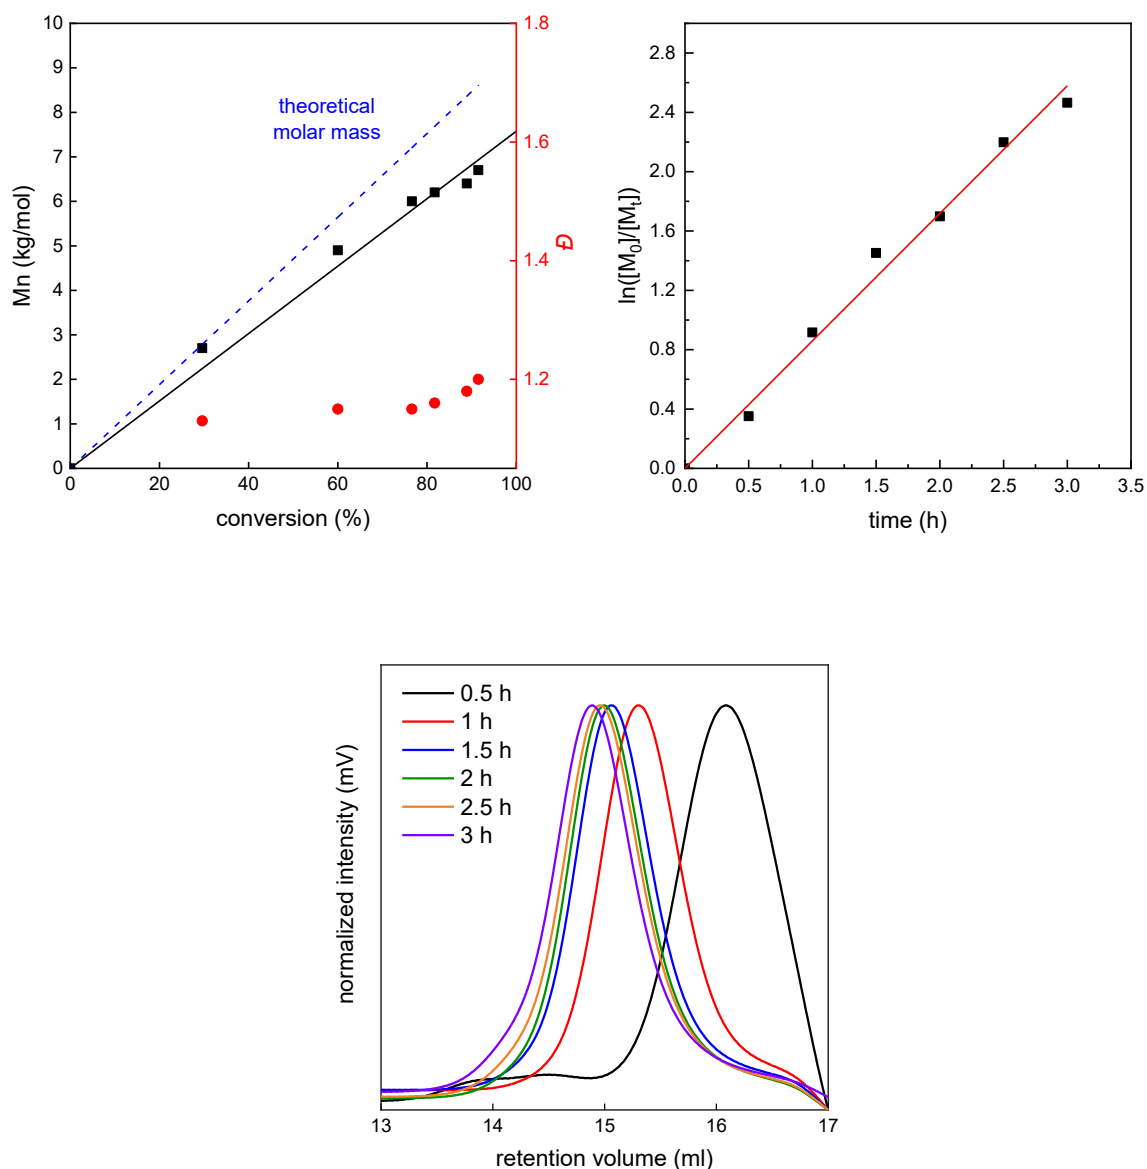 10
9
8
7
6
5
4
3
2
1
0
Mn (kg/mol)
theoretical
molar mass
1.8
1.6
1.4
1.2
Đ
0 20 40 60 80 100
conversion (%)
2.8
2.4
2.0
1.6
1.2
0.8
0.4
0.0
ln([M0]/[Mt])
0.0 0.5 1.0 1.5 2.0 2.5 3.0 3.5
time (h)
0.5 h
1 h
1.5 h
2 h
2.5 h
3 h
normalized intensity (mV)
13 14 15 16 17
retention volume (ml)